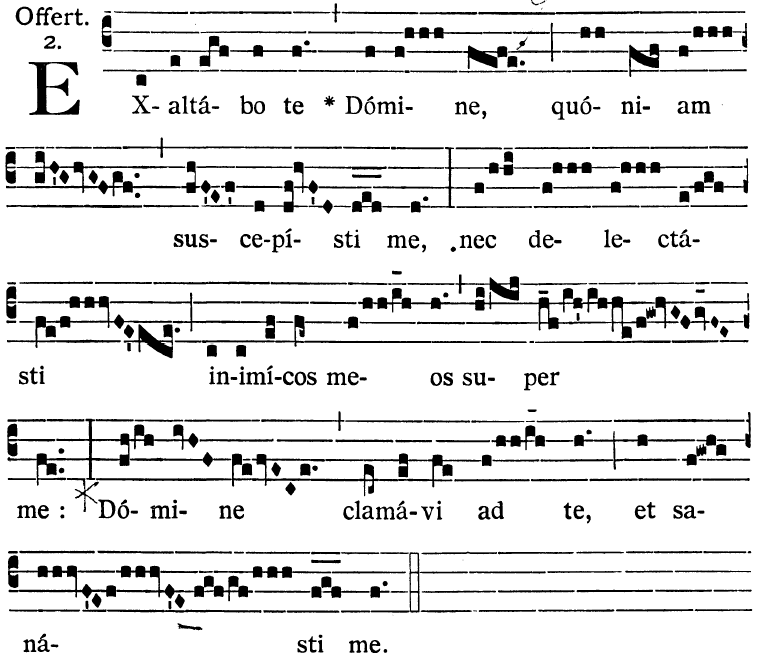 Offert.
2.
EX- altá- bo te * Dómi- ne, quó- ni- am
sus- ce-pí- sti me, nec de- le- ctá-
sti in-imí-cos me- os su- per
me : Dó- mi- ne clamá-vi ad te, et sa-
ná- sti me.